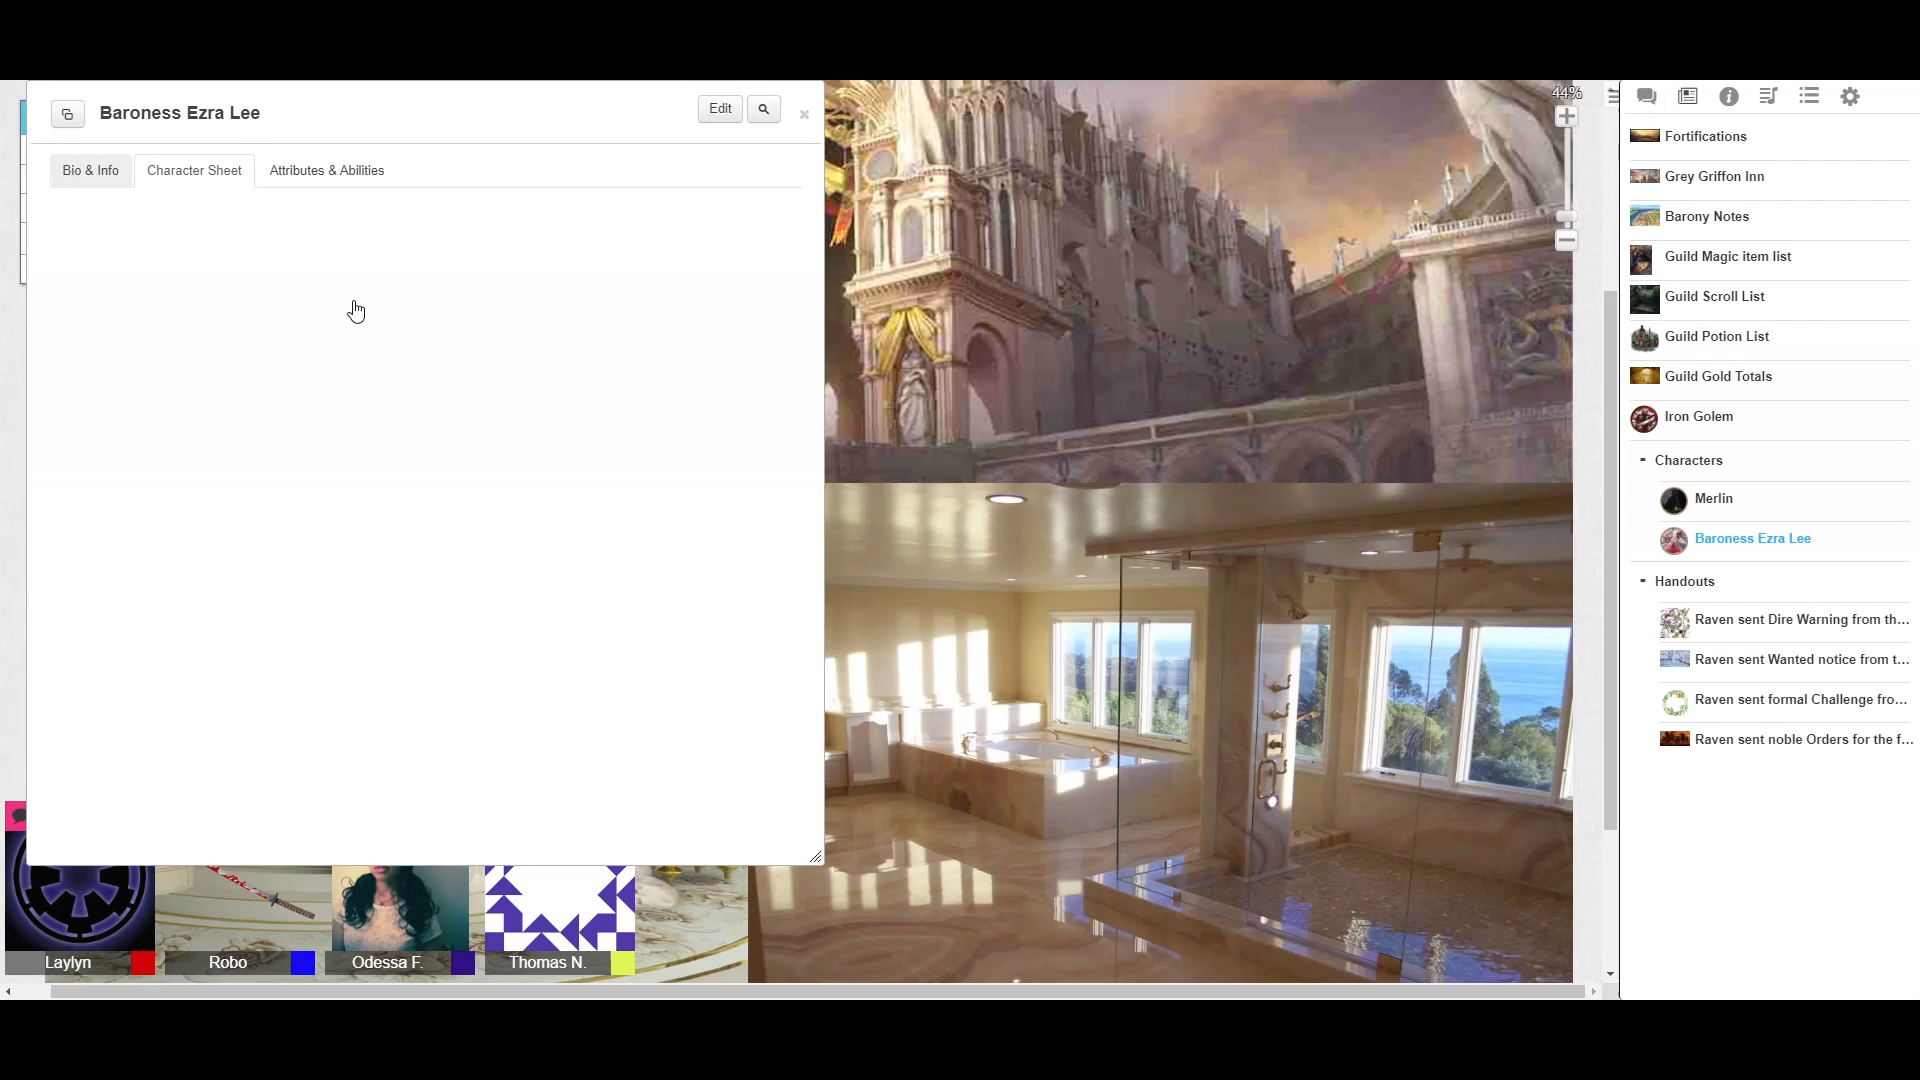 Baroness Ezra Lee
Edit
Bio & Info
Character Sheet
Attributes & Abilities
44%
Fortifications
Grey Griffon Inn
Barony Notes
Guild Magic item list
Guild Scroll List
Guild Potion List
Guild Gold Totals
Iron Golem
- Characters
Merlin
Baroness Ezra Lee
- Handouts
Raven sent Dire Warning from th...
Raven sent Wanted notice from t...
Raven sent formal Challenge fro...
Raven sent noble Orders for the f...
Laylyn
Robo
Odessa F.
Thomas N.